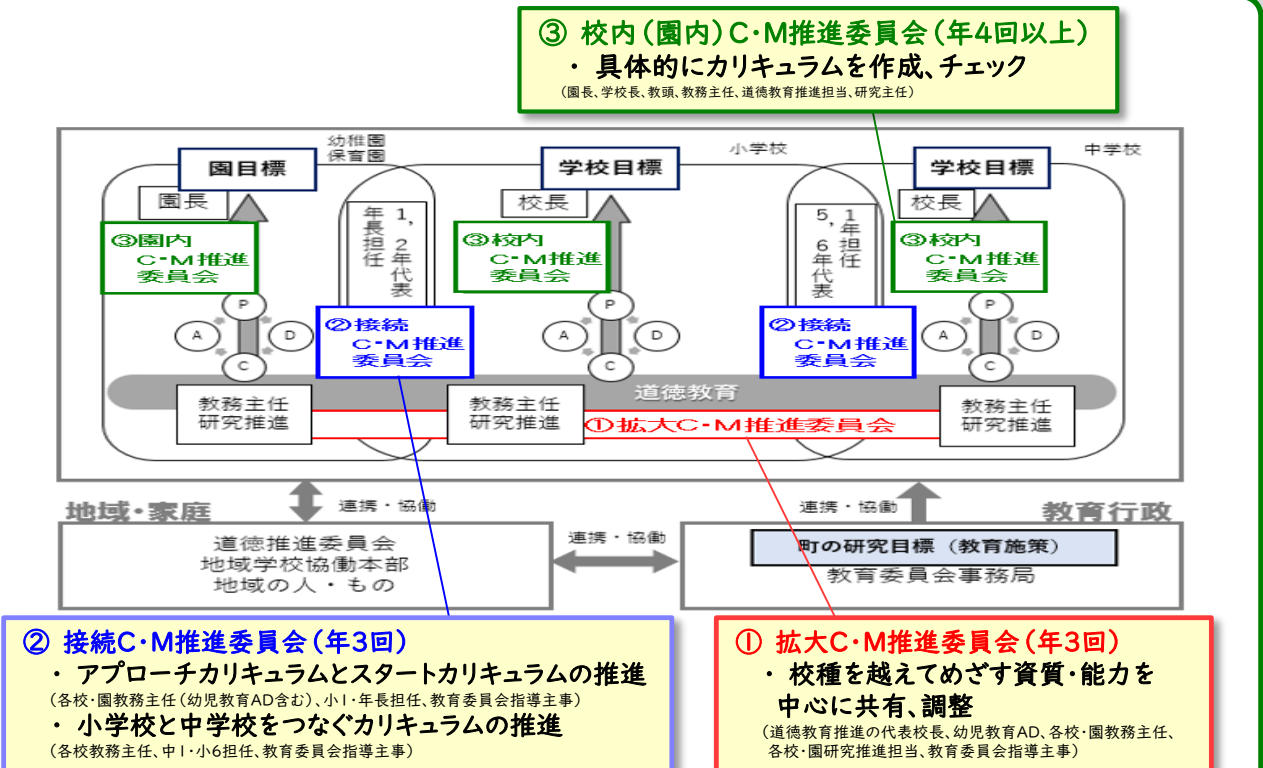 ③ 校内(園内)C・M推進委員会(年4回以上)
・ 具体的にカリキュラムを作成、チェック
(園長、学校長、教頭、教務主任、道徳教育推進担当、研究主任)
幼稚園
保育園
小学校
中学校
園目標
学校目標
学校目標
園長
校長
校長
③園内
C・M推進
委員会
1,2年代表
年長担任
③校内
C・M推進
委員会
1年担任
5,6年代表
③校内
C・M推進
委員会
②接続
C・M推進
委員会
②接続
C・M推進
委員会
P
A
D
C
P
A
D
C
P
A
D
C
道徳教育
教務主任
研究推進
教務主任
研究推進
教務主任
研究推進
①拡大C・M推進委員会
地域・家庭
連携・協働
連携・協働
教育行政
道徳推進委員会
地域学校協働本部
地域の人・もの
連携・協働
町の研究目標(教育施策)
教育委員会事務局
② 接続C・M推進委員会(年3回)
・ アプローチカリキュラムとスタートカリキュラムの推進
(各校・園教務主任(幼児教育AD含む)、小1・年長担任、教育委員会指導主事)
・ 小学校と中学校をつなぐカリキュラムの推進
(各校教務主任、中1・小6担任、教育委員会指導主事)
① 拡大C・M推進委員会(年3回)
・ 校種を越えてめざす資質・能力を
中心に共有、調整
(道徳教育推進の代表校長、幼児教育AD、各校・園教務主任、
各校・園研究推進担当、教育委員会指導主事)